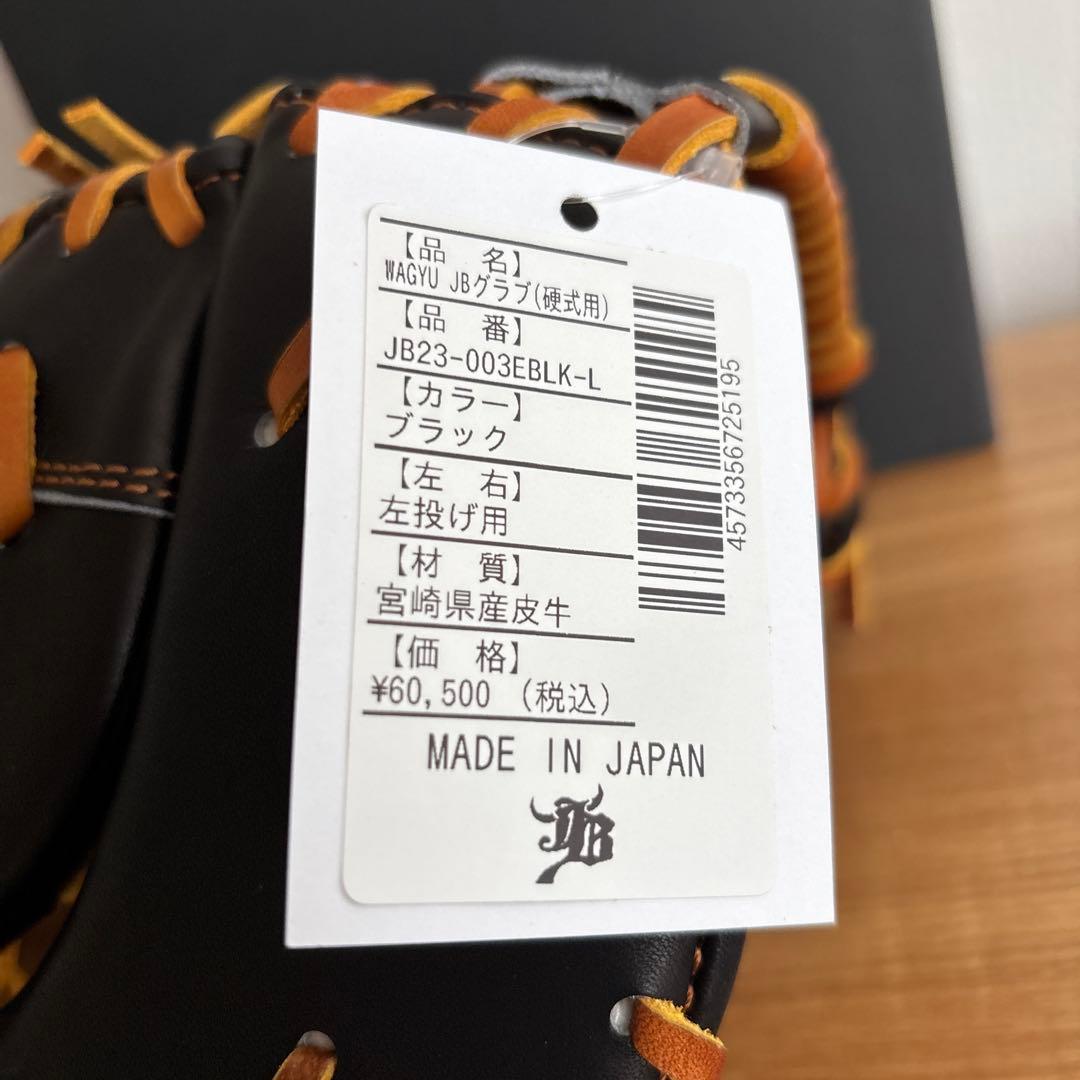 【品　名】
WAGYU JBグラブ(硬式用)
【品　番】
JB23-003EBLK-L
【カラー】
ブラック
【左　右】
左投げ用
【材　質】
宮崎県産皮牛
【価　格】
¥60,500 (税込)
MADE IN JAPAN
JB
4573356725195